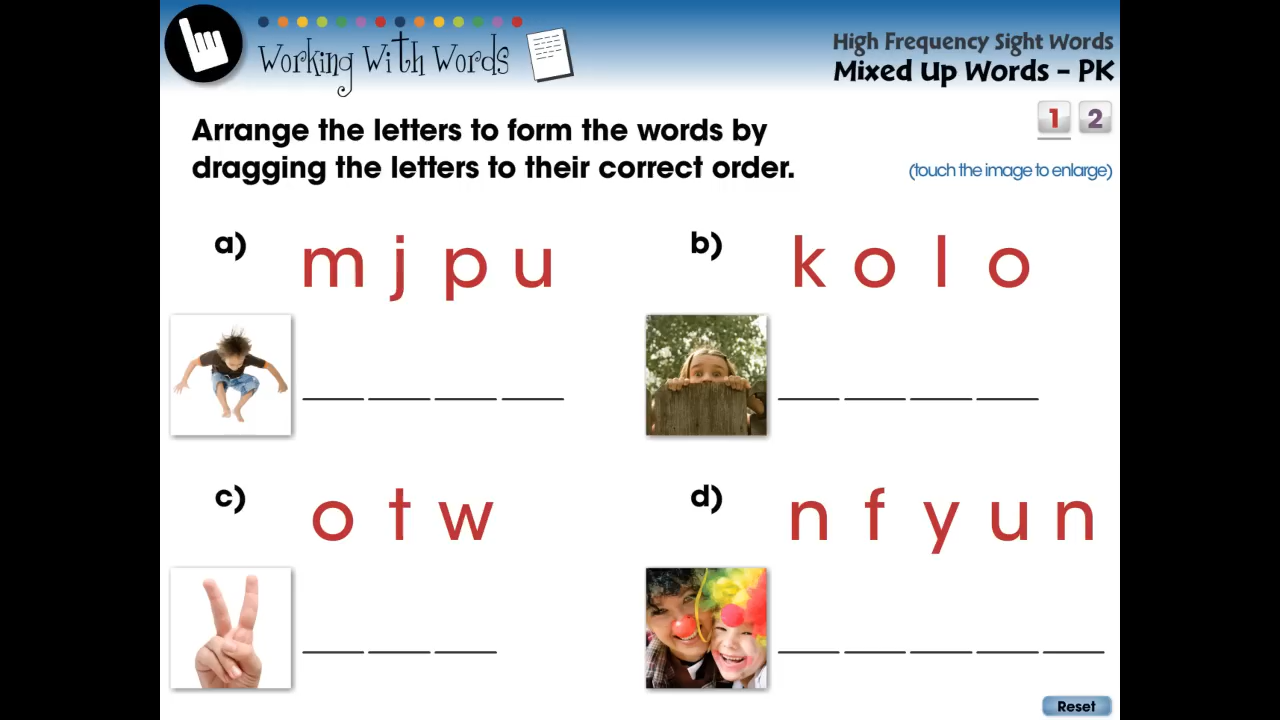 Working With Words
High Frequency Sight Words
Mixed Up Words – PK
Arrange the letters to form the words by
dragging the letters to their correct order.
1 2
(touch the image to enlarge)
a) m j p u
b) k o l o
c) o t w
d) n f y u n
Reset